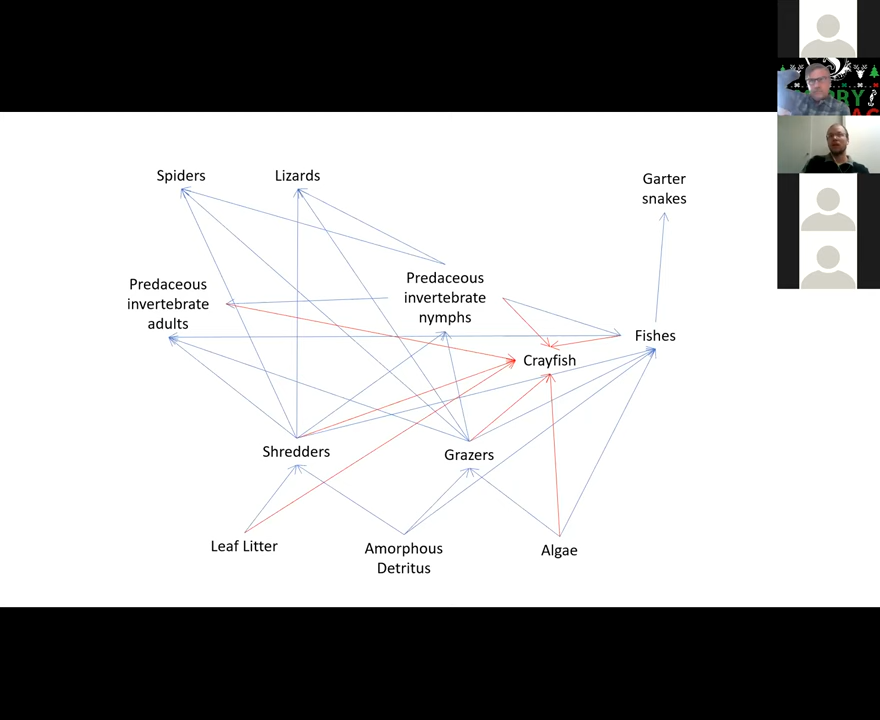 Spiders
Lizards
Garter
snakes
Predaceous
invertebrate
adults
Predaceous
invertebrate
nymphs
Fishes
Crayfish
Shredders
Grazers
Leaf Litter
Amorphous
Detritus
Algae